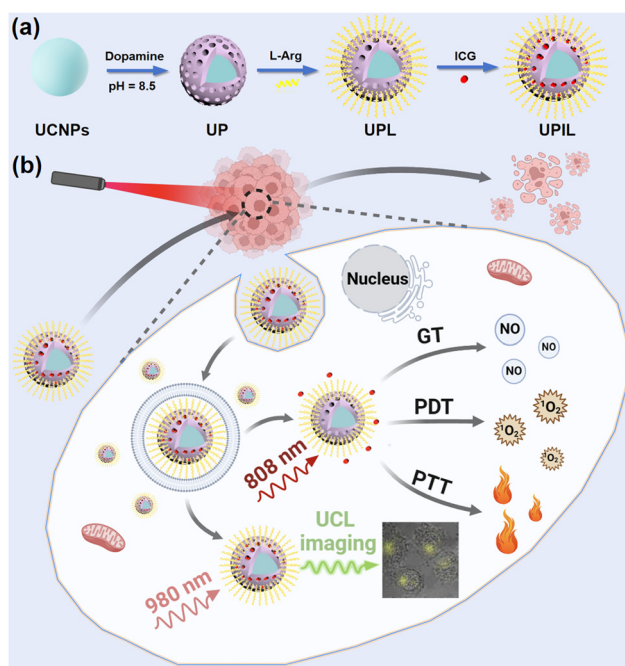 (a)
Dopamine
pH = 8.5
L-Arg
ICG
UCNPs
UP
UPL
UPIL
(b)
Nucleus
GT
NO
NO
NO
PDT
¹O₂
¹O₂
¹O₂
808 nm
PTT
UCL
imaging
980 nm